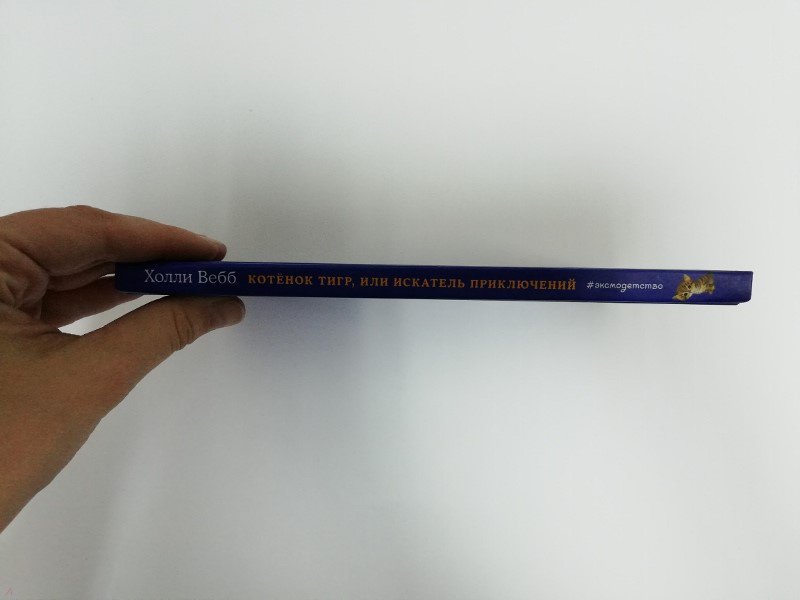 Холли Вебб КОТЁНОК ТИГР, ИЛИ ИСКАТЕЛЬ ПРИКЛЮЧЕНИЙ #эксмодетство